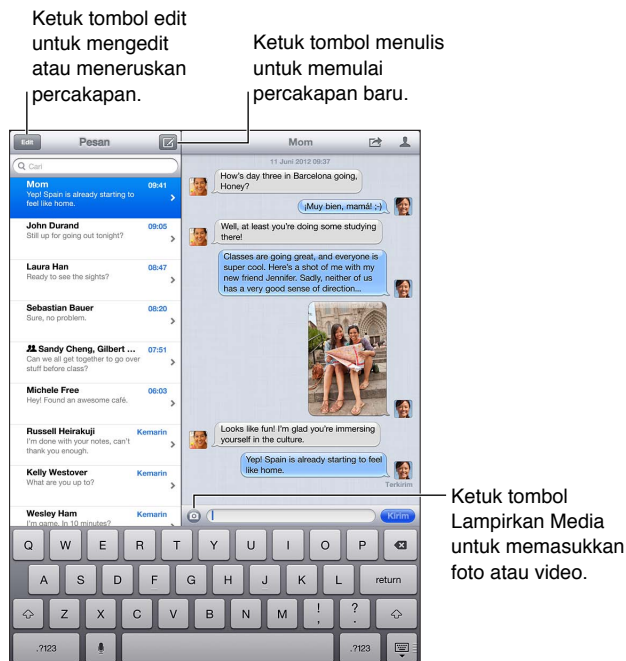 Ketuk tombol edit
untuk mengedit
atau meneruskan
percakapan.
Ketuk tombol menulis
untuk memulai
percakapan baru.
Edit
Pesan
Mom
Cari
Mom 09:41
Yep! Spain is already starting to
feel like home.
John Durand 09:05
Still up for going out tonight?
Laura Han 08:47
Ready to see the sights?
Sebastian Bauer 08:20
Sure, no problem.
Sandy Cheng, Gilbert ... 07:51
Can we all get together to go over
stuff before class?
Michele Free 06:03
Hey! Found an awesome café.
Russell Heirakuji Kemarin
I'm done with your notes, can't
thank you enough.
Kelly Westover Kemarin
What are you up to?
Wesley Ham Kemarin
I'm game. In 10 minutes?
11 Juni 2012 09:37
How's day three in Barcelona going,
Honey?
¡Muy bien, mamá! ;-)
Well, at least you're doing some studying
there!
Classes are going great, and everyone is
super cool. Here's a shot of me with my
new friend Jennifer. Sadly, neither of us
has a very good sense of direction...
Looks like fun! I'm glad you're immersing
yourself in the culture.
Yep! Spain is already starting to feel
like home.
Terkirim
Kirim
Ketuk tombol
Lampirkan Media
untuk memasukkan
foto atau video.
Q W E R T Y U I O P
A S D F G H J K L return
Z X C V B N M ! , ? .
.?123 .?123